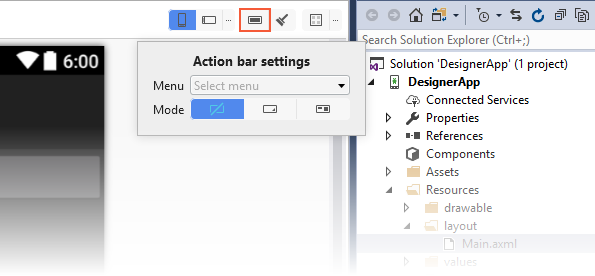 Search Solution Explorer (Ctrl+;)
6:00
Action bar settings
Menu Select menu
Mode
Solution 'DesignerApp' (1 project)
DesignerApp
Connected Services
Properties
References
Components
Assets
Resources
drawable
layout
Main.axml
values